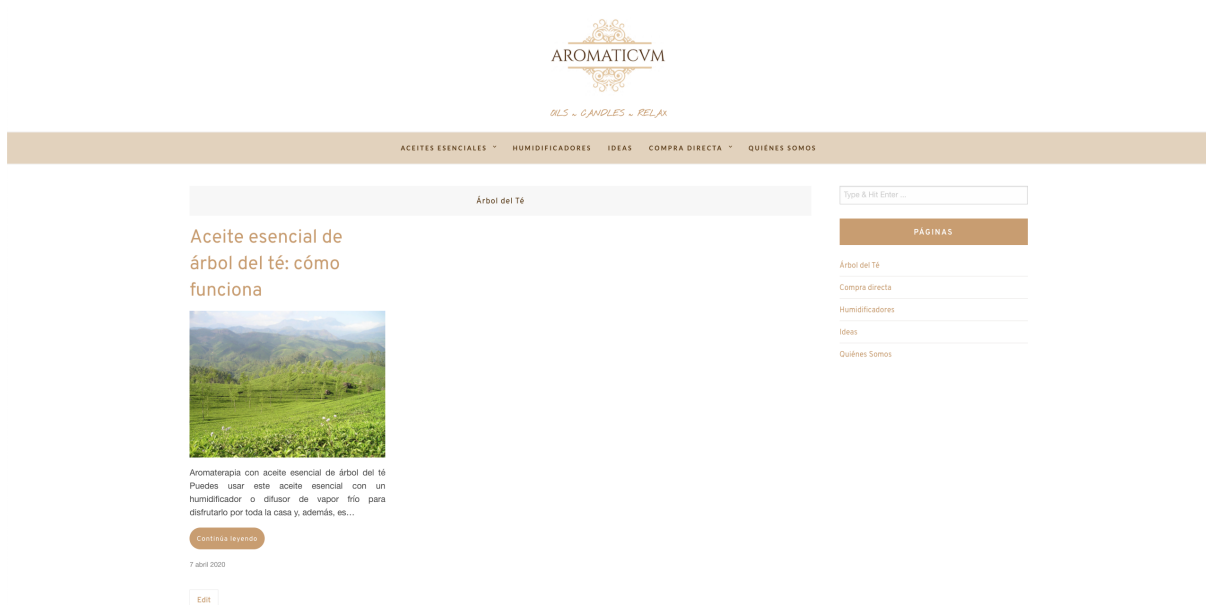 AROMATICVM
OILS & CANDLES & RELAX
ACEITES ESENCIALES HUMIDIFICADORES IDEAS COMPRA DIRECTA QUIÉNES SOMOS
Árbol del Té
Aceite esencial de
árbol del té: cómo
funciona
Aromaterapia con aceite esencial de árbol del té
Puedes usar este aceite esencial con un
humidificador o difusor de vapor frío para
disfrutarlo por toda la casa y, además, es…
Continúa leyendo
7 abril 2020
Edit
Type & Hit Enter ...
PÁGINAS
Árbol del Té
Compra directa
Humidificadores
Ideas
Quiénes Somos